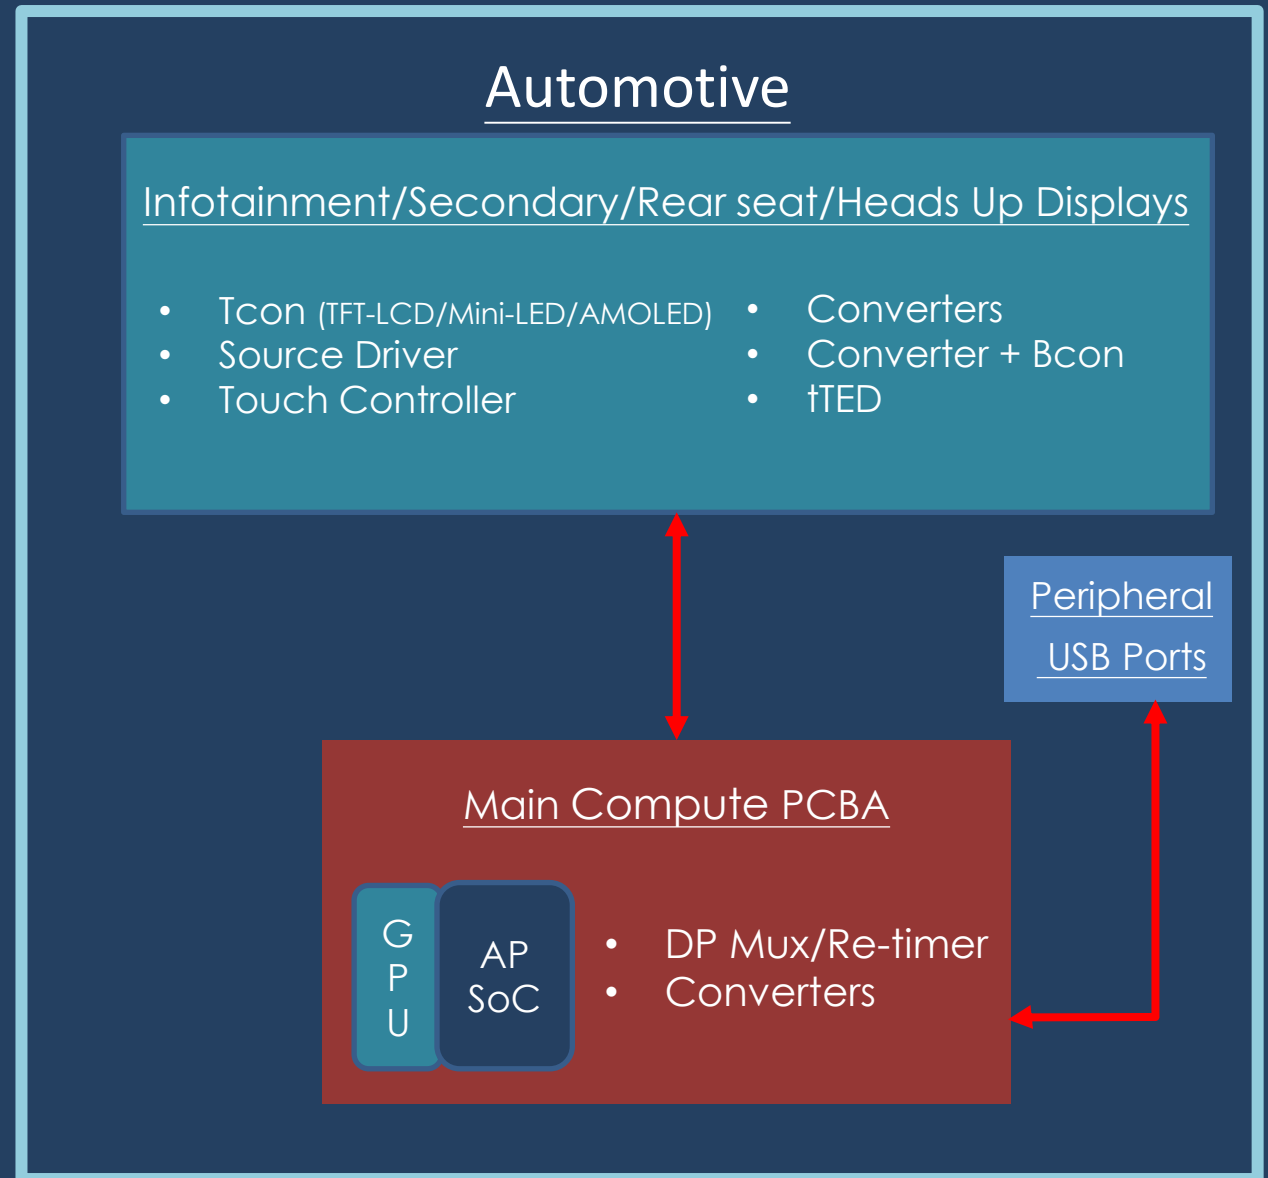 Automotive
Infotainment/Secondary/Rear seat/Heads Up Displays
• Tcon (TFT-LCD/Mini-LED/AMOLED)
• Source Driver
• Touch Controller
• Converters
• Converter + Bcon
• tTED
Peripheral
USB Ports
Main Compute PCBA
G
P
U
AP
SoC
• DP Mux/Re-timer
• Converters